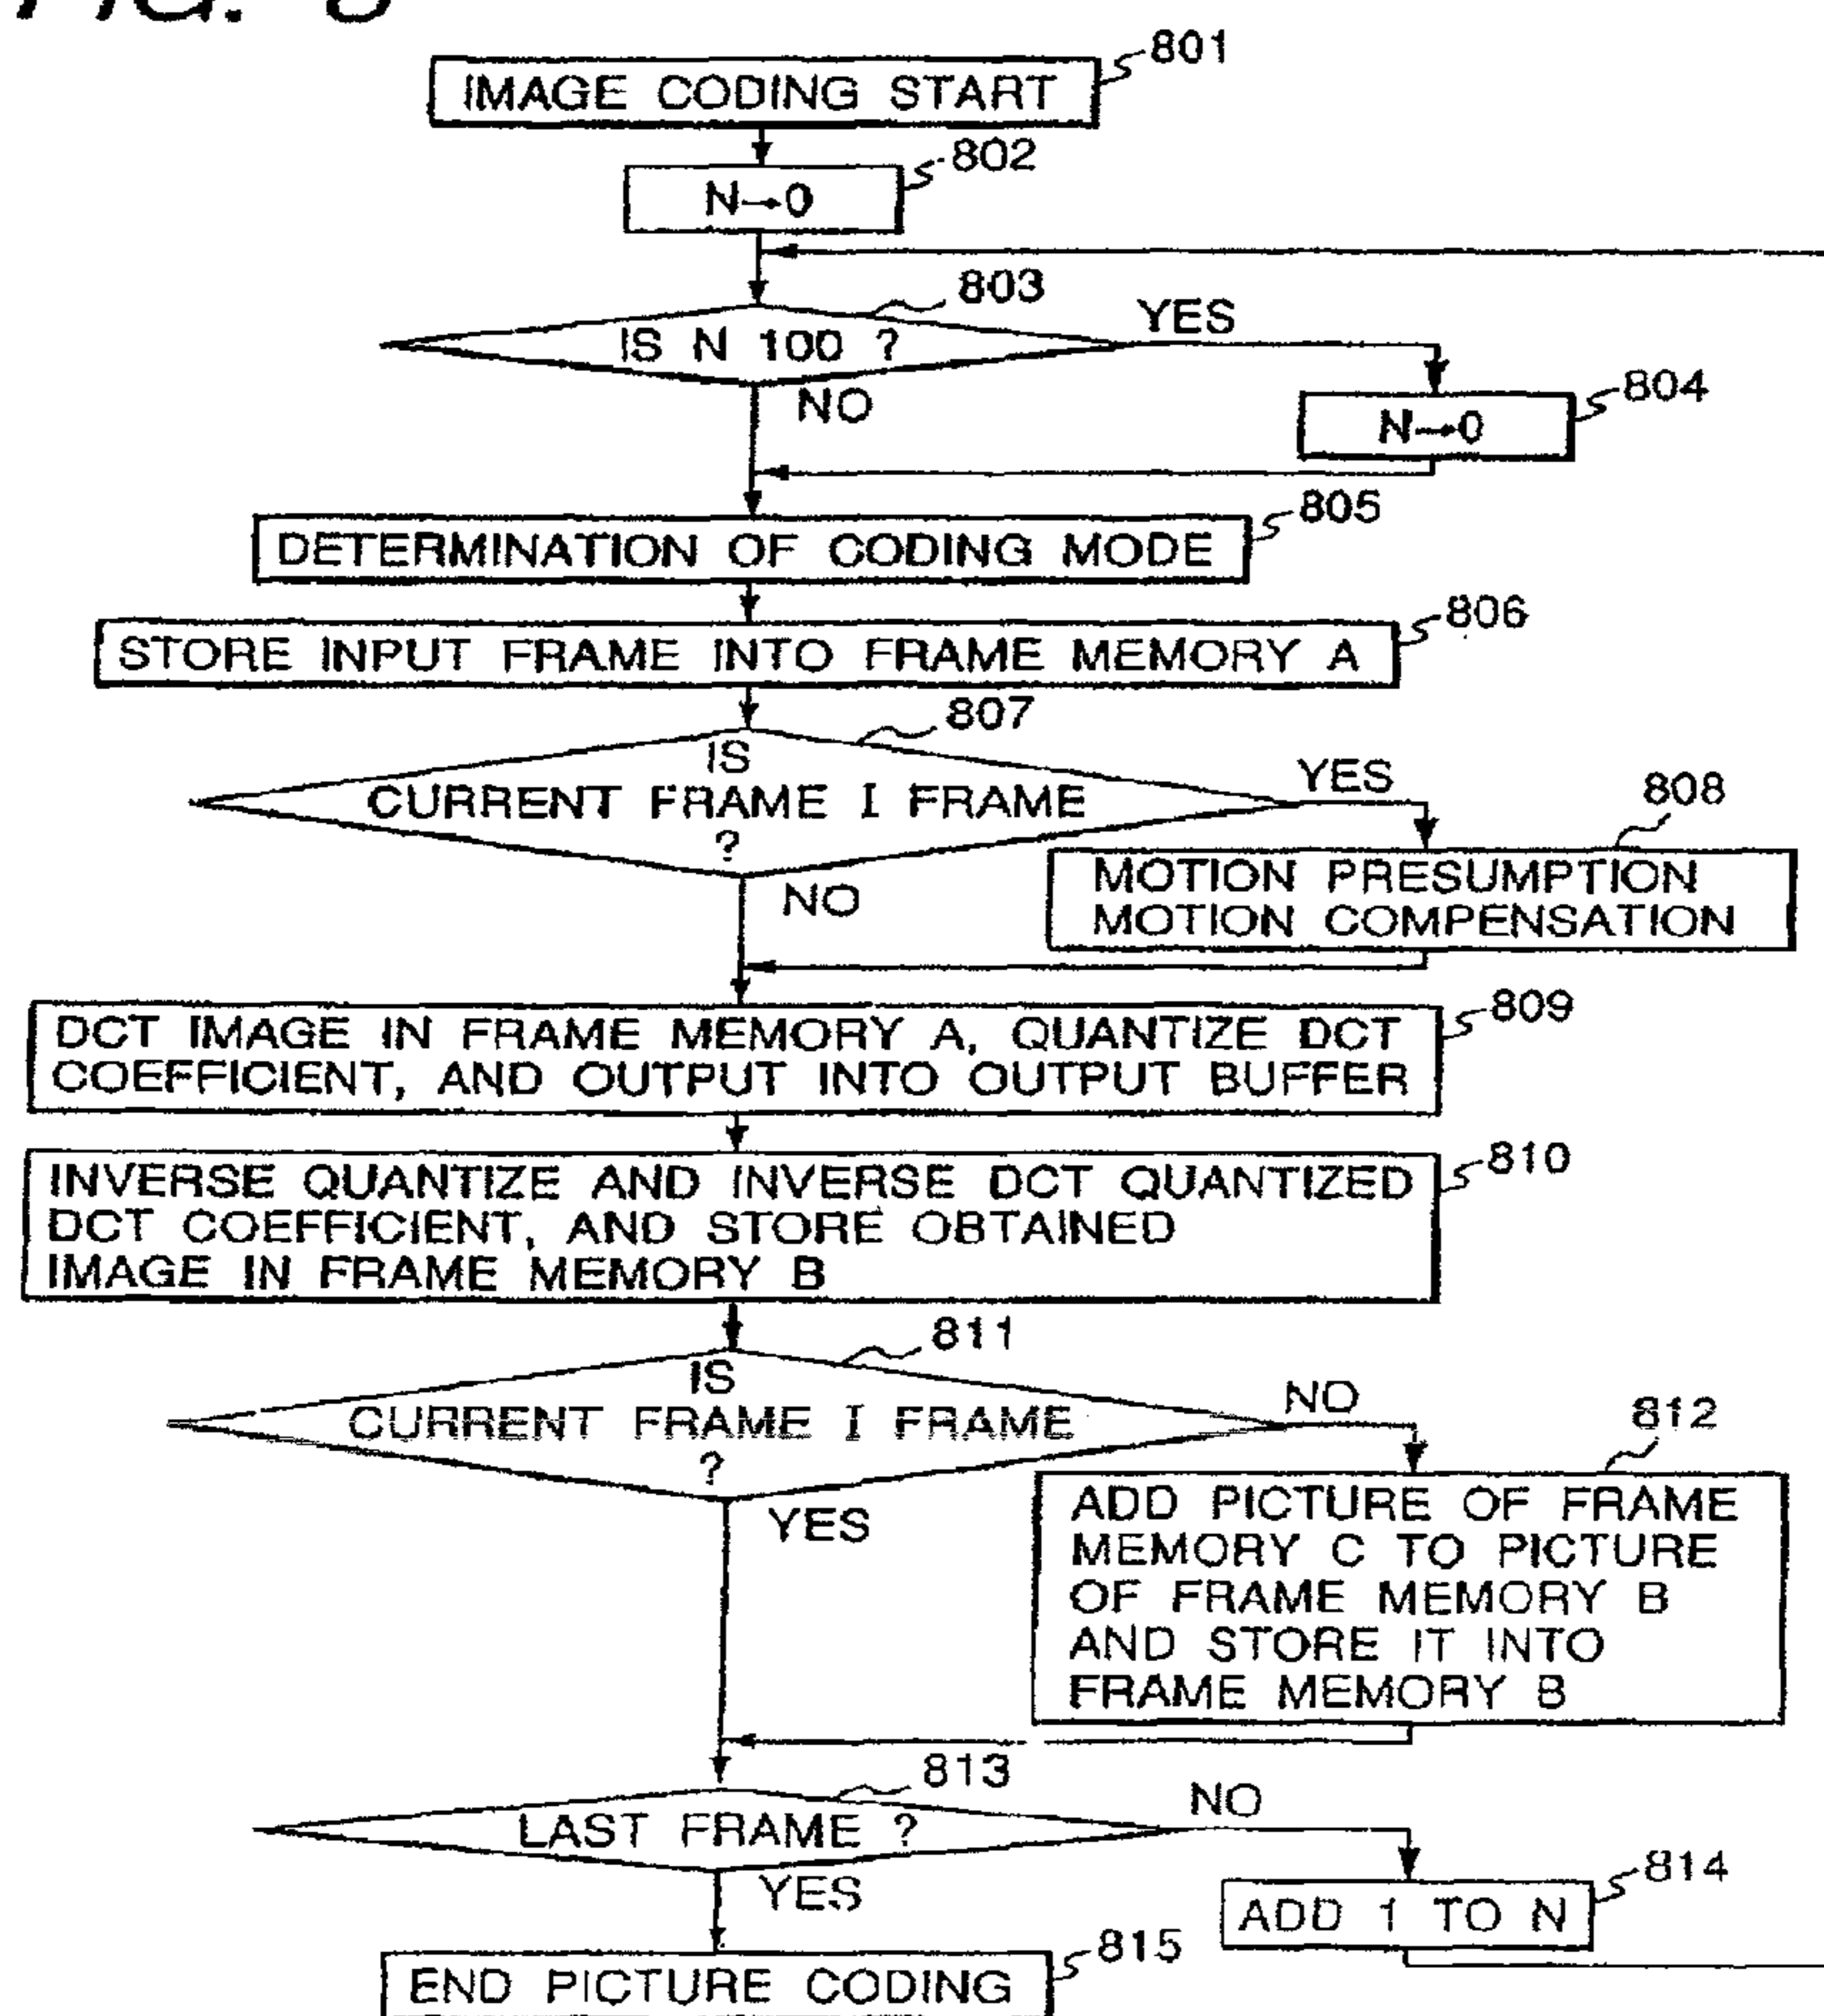 FIG. 8
801
IMAGE CODING START
802
N→0
803
IS N 100 ?
YES
NO
804
N→0
805
DETERMINATION OF CODING MODE
806
STORE INPUT FRAME INTO FRAME MEMORY A
807
IS
CURRENT FRAME I FRAME
?
YES
NO
808
MOTION PRESUMPTION
MOTION COMPENSATION
809
DCT IMAGE IN FRAME MEMORY A, QUANTIZE DCT
COEFFICIENT, AND OUTPUT INTO OUTPUT BUFFER
810
INVERSE QUANTIZE AND INVERSE DCT QUANTIZED
DCT COEFFICIENT, AND STORE OBTAINED
IMAGE IN FRAME MEMORY B
811
IS
CURRENT FRAME I FRAME
?
NO
YES
812
ADD PICTURE OF FRAME
MEMORY C TO PICTURE
OF FRAME MEMORY B
AND STORE IT INTO
FRAME MEMORY B
813
LAST FRAME ?
NO
YES
814
ADD 1 TO N
815
END PICTURE CODING